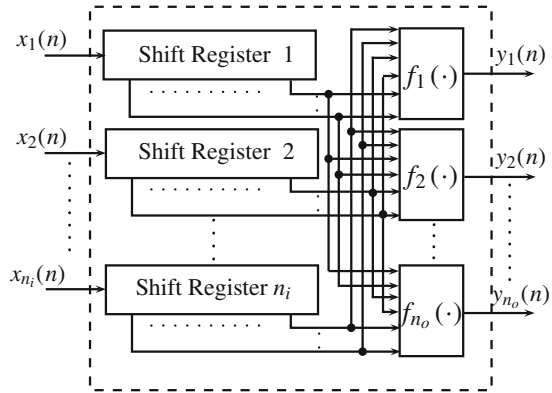 x₁(n) Shift Register 1 f₁(·) y₁(n)
x₂(n) Shift Register 2 f₂(·) y₂(n)
xₙᵢ(n) Shift Register nᵢ fₙₒ(·) yₙₒ(n)